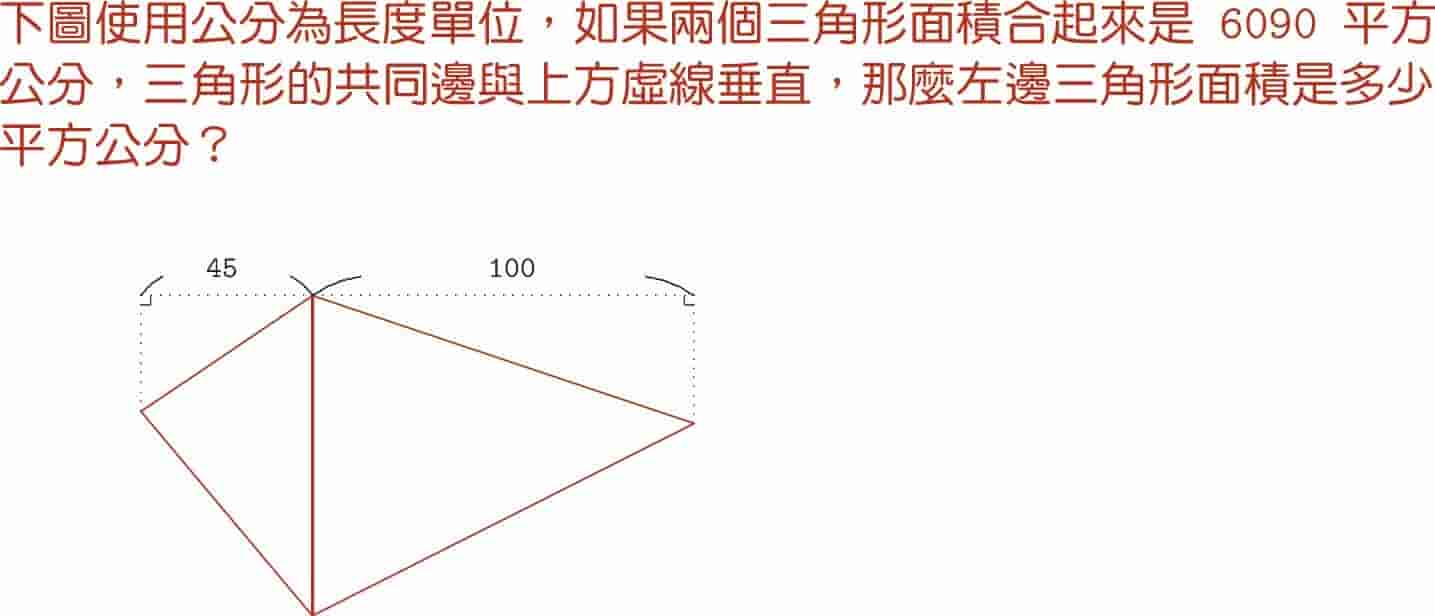 下圖使用公分為長度單位，如果兩個三角形面積合起來是 6090 平方
公分，三角形的共同邊與上方虛線垂直，那麼左邊三角形面積是多少
平方公分？
45
100